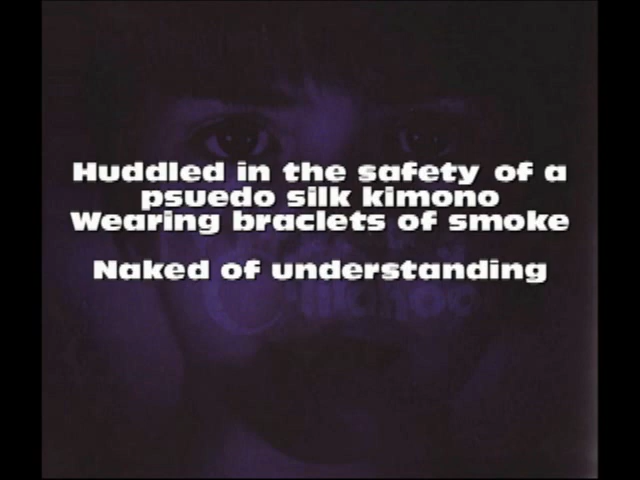 Huddled in the safety of a
psuedo silk kimono
Wearing braclets of smoke
Naked of understanding